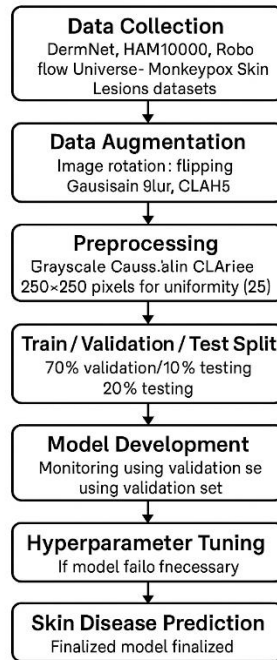 Data Collection
DermNet, HAM10000, Robo
flow Universe- Monkeypox Skin
Lesions datasets
Data Augmentation
Image rotation: flipping
Gausisain 9lur, CLAH5
Preprocessing
Grayscale Causs.alin CLAriee
250×250 pixels for uniformity (25)
Train / Validation / Test Split
70% validation/10% testing
20% testing
Model Development
Monitoring using validation se
using validation set
Hyperparameter Tuning
If model failo fnecessary
Skin Disease Prediction
Finalized model finalized